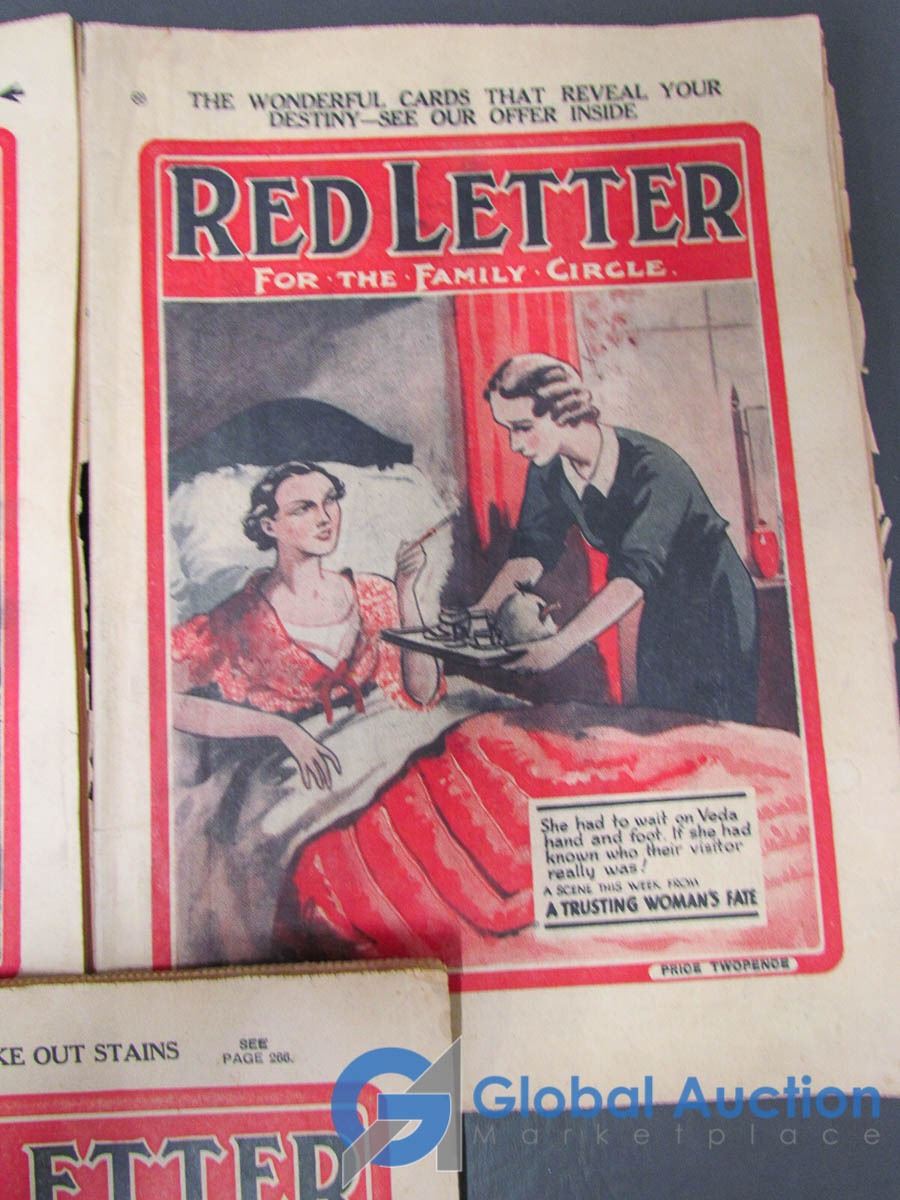 THE WONDERFUL CARDS THAT REVEAL YOUR
DESTINY—SEE OUR OFFER INSIDE
RED LETTER
FOR · THE · FAMILY · CIRCLE.
She had to wait on Veda
hand and foot. If she had
known who their visitor
really was!
A SCENE THIS WEEK FROM
A TRUSTING WOMAN'S FATE
PRICE TWOPENCE
KE OUT STAINS
SEE
PAGE 266.
ETTER
Global Auction
Marketplace